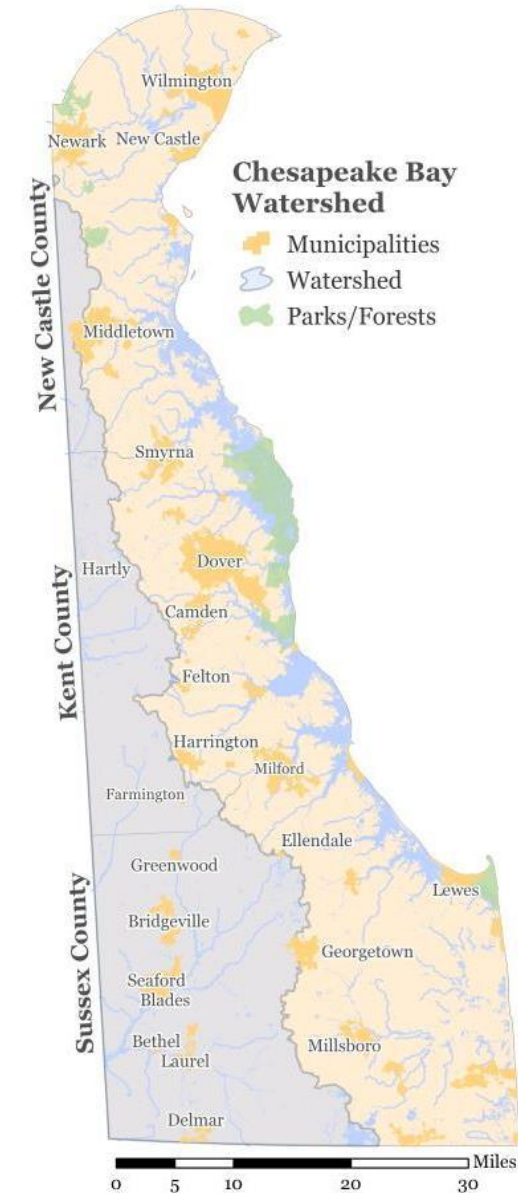 Wilmington
Newark
New Castle
Chesapeake Bay
Watershed
Municipalities
Watershed
Parks/Forests
New Castle County
Middletown
Smyrna
Dover
Hartly
Camden
Kent County
Felton
Harrington
Milford
Farmington
Ellendale
Greenwood
Lewes
Bridgeville
Georgetown
Sussex County
Seaford
Blades
Bethel
Millsboro
Laurel
Delmar
Miles
0 5 10 20 30